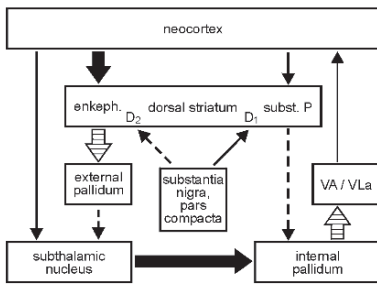 neocortex
enkeph. D2 dorsal striatum D1 subst. P
external
pallidum
substantia
nigra,
pars
compacta
VA / VLa
subthalamic
nucleus
internal
pallidum